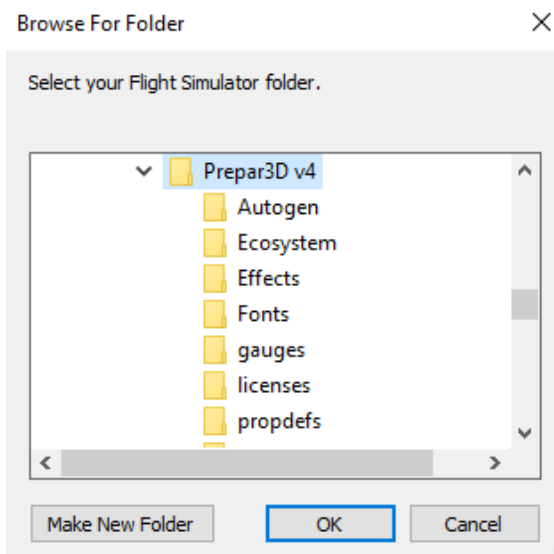 Browse For Folder
Select your Flight Simulator folder.
Prepar3D v4
Autogen
Ecosystem
Effects
Fonts
gauges
licenses
propdefs
Make New Folder OK Cancel